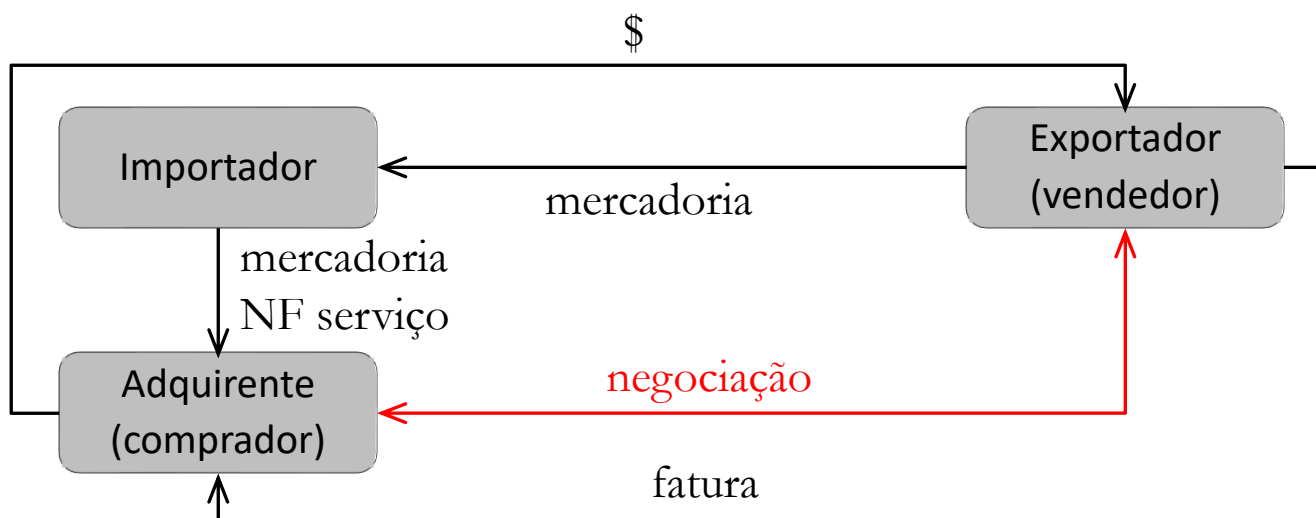 $
Importador
Exportador
(vendedor)
mercadoria
mercadoria
NF serviço
Adquirente
(comprador)
negociação
fatura